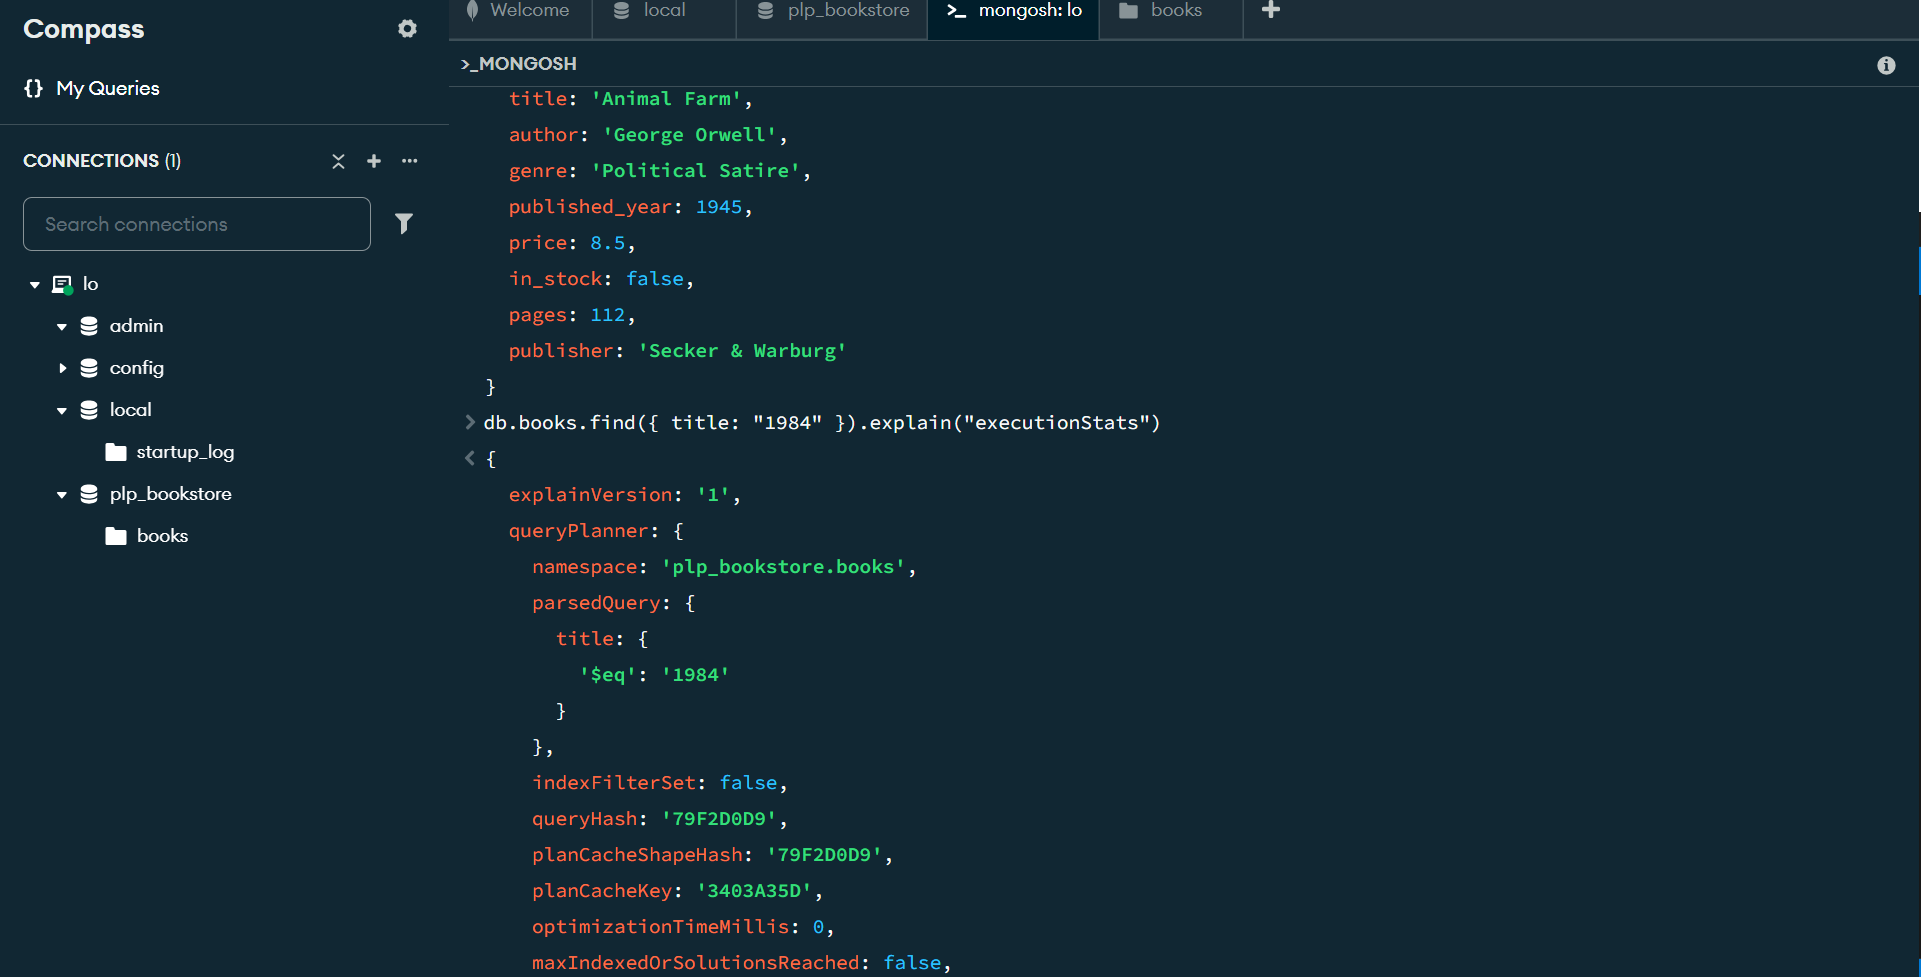 Compass
{} My Queries
CONNECTIONS (1)
Search connections
lo
admin
config
local
startup_log
plp_bookstore
books
Welcome
local
plp_bookstore
>_ mongosh: lo
books
+
>_MONGOSH
title: 'Animal Farm',
author: 'George Orwell',
genre: 'Political Satire',
published_year: 1945,
price: 8.5,
in_stock: false,
pages: 112,
publisher: 'Secker & Warburg'
}
> db.books.find({ title: "1984" }).explain("executionStats")
< {
explainVersion: '1',
queryPlanner: {
namespace: 'plp_bookstore.books',
parsedQuery: {
title: {
'$eq': '1984'
}
},
indexFilterSet: false,
queryHash: '79F2D0D9',
planCacheShapeHash: '79F2D0D9',
planCacheKey: '3403A35D',
optimizationTimeMillis: 0,
maxIndexedOrSolutionsReached: false,